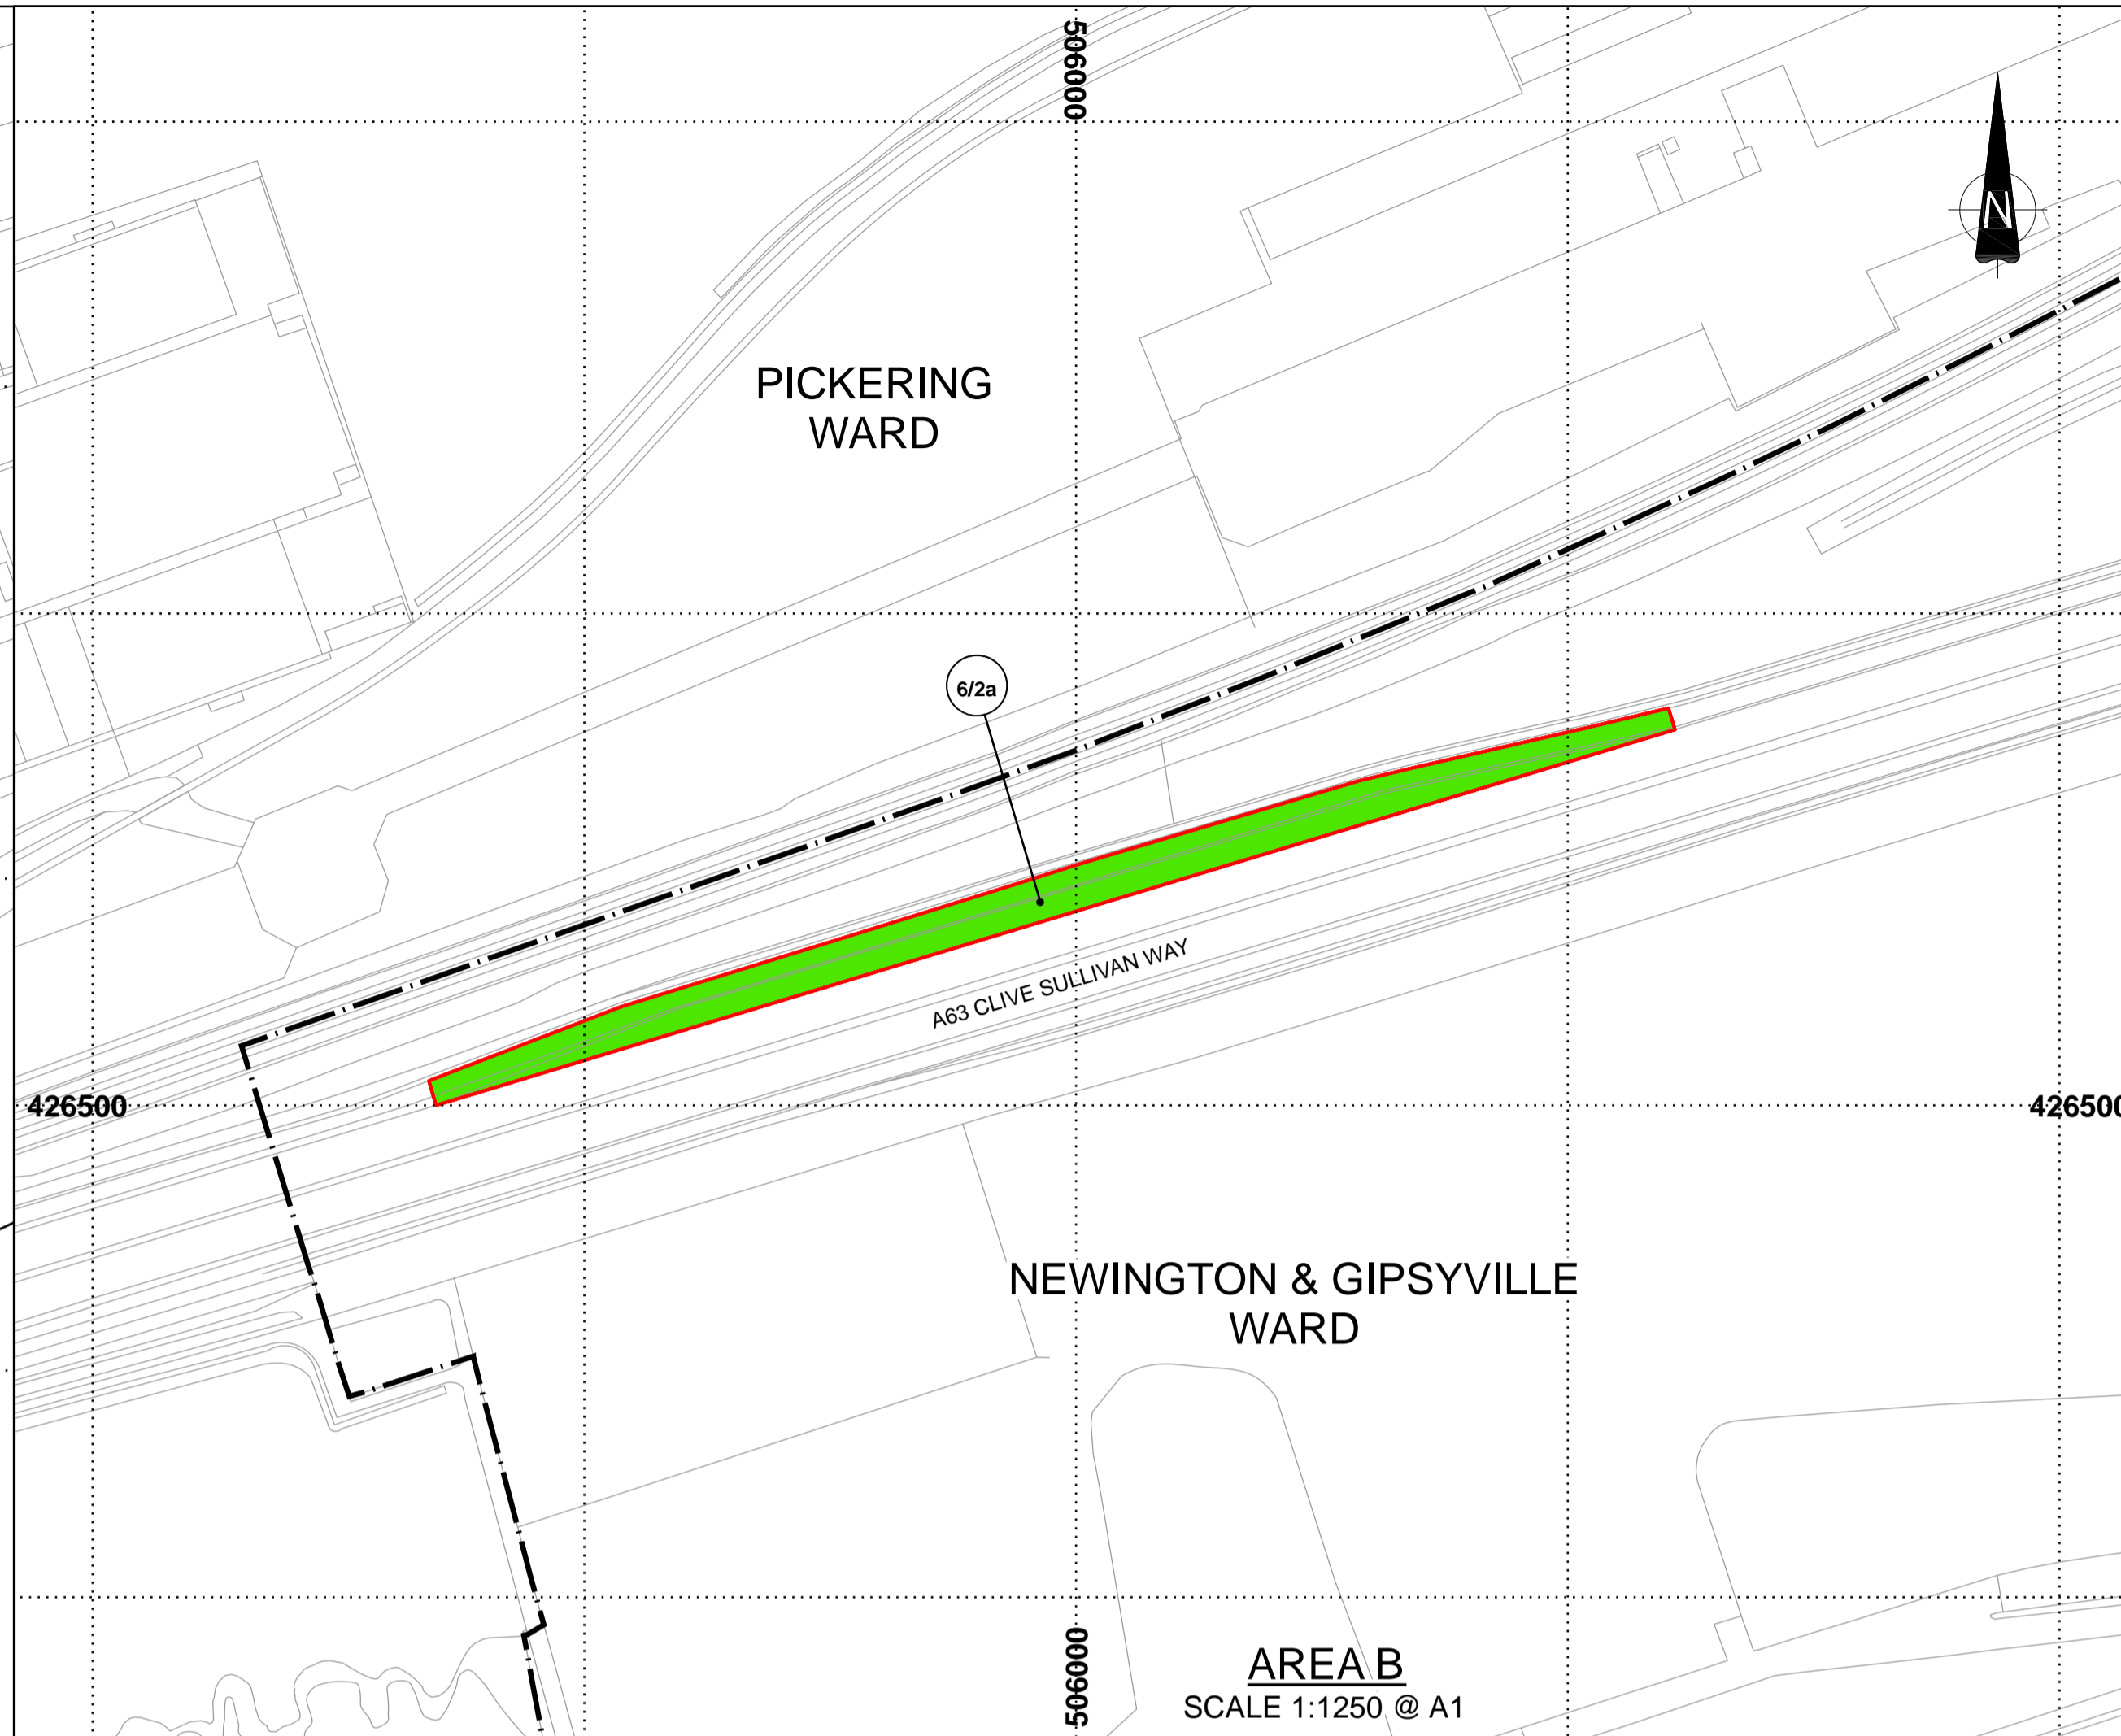 506000
N
PICKERING
WARD
6/2a
A63 CLIVE SULLIVAN WAY
426500
426500
NEWINGTON & GIPSYVILLE
WARD
506000
AREA B
SCALE 1:1250 @ A1